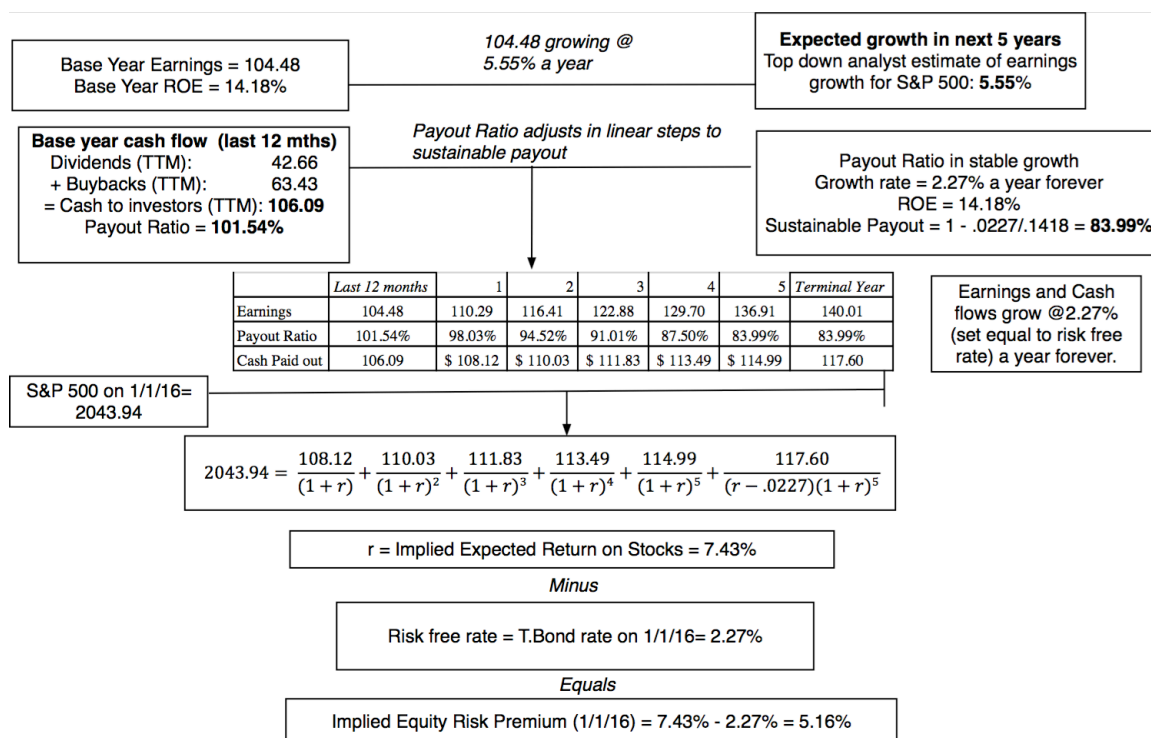 Base Year Earnings = 104.48
Base Year ROE = 14.18%
104.48 growing @
5.55% a year
Expected growth in next 5 years
Top down analyst estimate of earnings
growth for S&P 500: 5.55%
Base year cash flow (last 12 mths)
Dividends (TTM): 42.66
+ Buybacks (TTM): 63.43
= Cash to investors (TTM): 106.09
Payout Ratio = 101.54%
Payout Ratio adjusts in linear steps to
sustainable payout
Payout Ratio in stable growth
Growth rate = 2.27% a year forever
ROE = 14.18%
Sustainable Payout = 1 - .0227/.1418 = 83.99%
Last 12 months 1 2 3 4 5 Terminal Year
Earnings 104.48 110.29 116.41 122.88 129.70 136.91 140.01
Payout Ratio 101.54% 98.03% 94.52% 91.01% 87.50% 83.99% 83.99%
Cash Paid out 106.09 $ 108.12 $ 110.03 $ 111.83 $ 113.49 $ 114.99 117.60
Earnings and Cash
flows grow @2.27%
(set equal to risk free
rate) a year forever.
S&P 500 on 1/1/16=
2043.94
2043.94 = 108.12/(1 + r) + 110.03/(1 + r)² + 111.83/(1 + r)³ + 113.49/(1 + r)⁴ + 114.99/(1 + r)⁵ + 117.60/(r − .0227)(1 + r)⁵
r = Implied Expected Return on Stocks = 7.43%
Minus
Risk free rate = T.Bond rate on 1/1/16= 2.27%
Equals
Implied Equity Risk Premium (1/1/16) = 7.43% - 2.27% = 5.16%